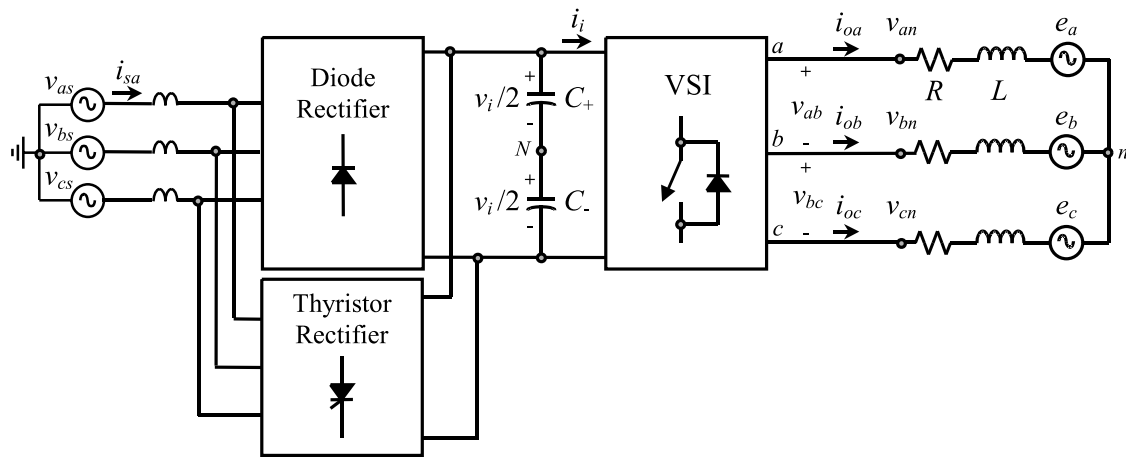 v_as
i_sa
v_bs
v_cs
Diode
Rectifier
Thyristor
Rectifier
i_i
+
v_i/2 C_+
-
N
+
v_i/2 C_-
-
VSI
a
+
v_ab
b
-
+
v_bc
c
-
i_oa
v_an
e_a
R
L
i_ob
v_bn
e_b
n
i_oc
v_cn
e_c